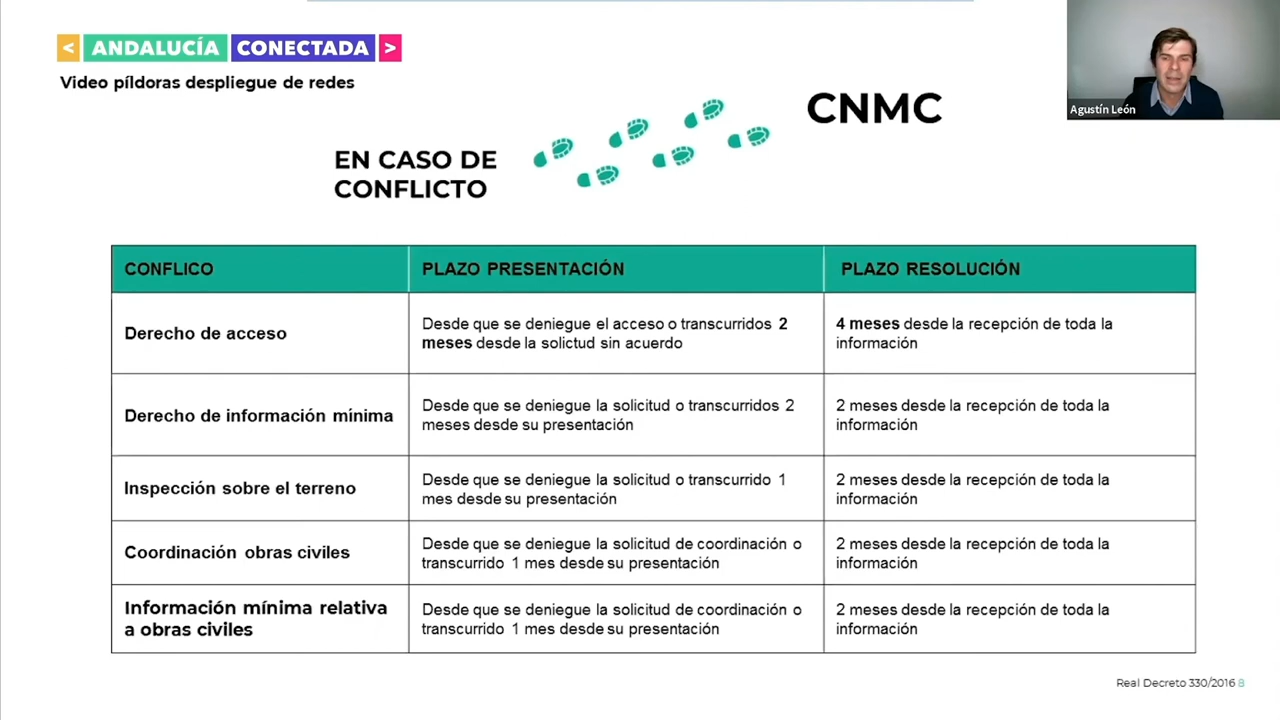 < ANDALUCÍA CONECTADA >
Video píldoras despliegue de redes
CNMC
Agustín León
EN CASO DE
CONFLICTO
CONFLICO PLAZO PRESENTACIÓN PLAZO RESOLUCIÓN
Derecho de acceso
Desde que se deniegue el acceso o transcurridos 2
meses desde la solictud sin acuerdo
4 meses desde la recepción de toda la
información
Derecho de información mínima
Desde que se deniegue la solicitud o transcurridos 2
meses desde su presentación
2 meses desde la recepción de toda la
información
Inspección sobre el terreno
Desde que se deniegue la solicitud o transcurrido 1
mes desde su presentación
2 meses desde la recepción de toda la
información
Coordinación obras civiles
Desde que se deniegue la solicitud de coordinación o
transcurrido 1 mes desde su presentación
2 meses desde la recepción de toda la
información
Información mínima relativa
a obras civiles
Desde que se deniegue la solicitud de coordinación o
transcurrido 1 mes desde su presentación
2 meses desde la recepción de toda la
información
Real Decreto 330/2016 8